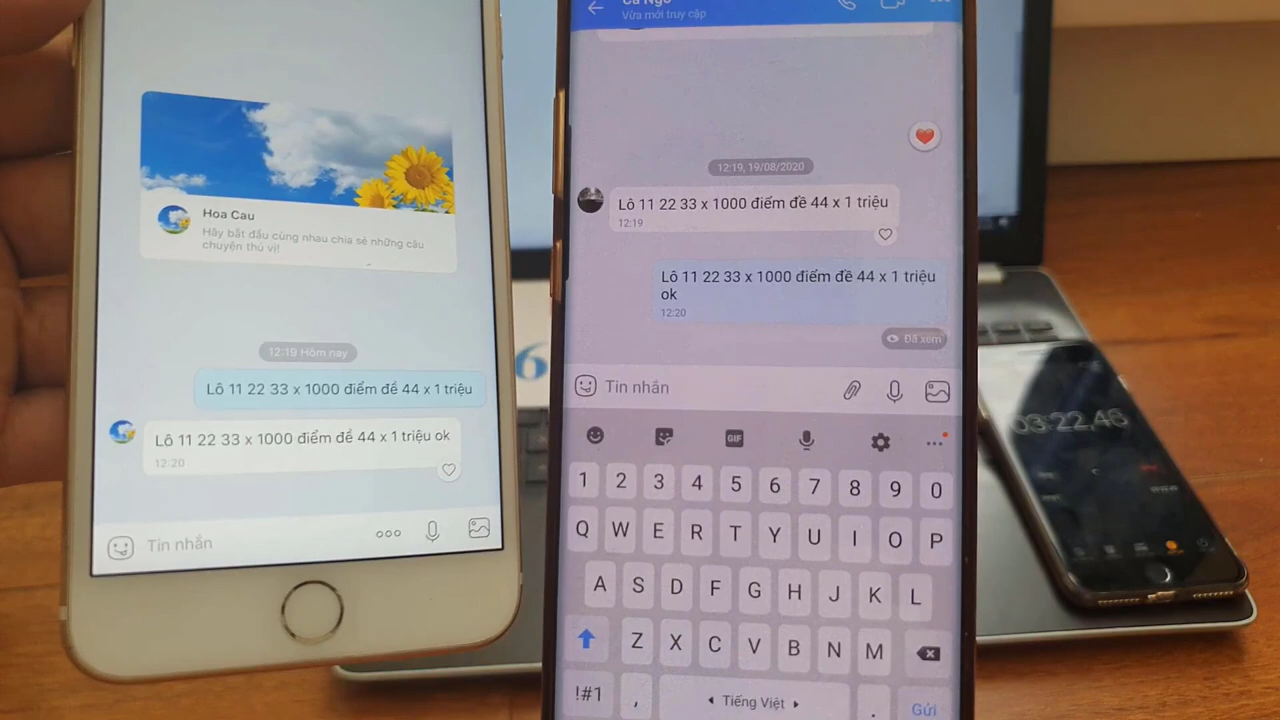 Hoa Cau
Hãy bắt đầu cùng nhau chia sẻ những câu
chuyện thú vị!
12:19 Hôm nay
Lô 11 22 33 x 1000 điểm đề 44 x 1 triệu
Lô 11 22 33 x 1000 điểm đề 44 x 1 triệu ok
12:20
Tin nhắn
Vừa mới truy cập
12:19, 19/08/2020
Lô 11 22 33 x 1000 điểm đề 44 x 1 triệu
12:19
Lô 11 22 33 x 1000 điểm đề 44 x 1 triệu
ok
12:20
Đã xem
Tin nhắn
GIF
1 2 3 4 5 6 7 8 9 0
Q W E R T Y U I O P
A S D F G H J K L
Z X C V B N M
!#1 , Tiếng Việt . Gửi
6
03:22,46